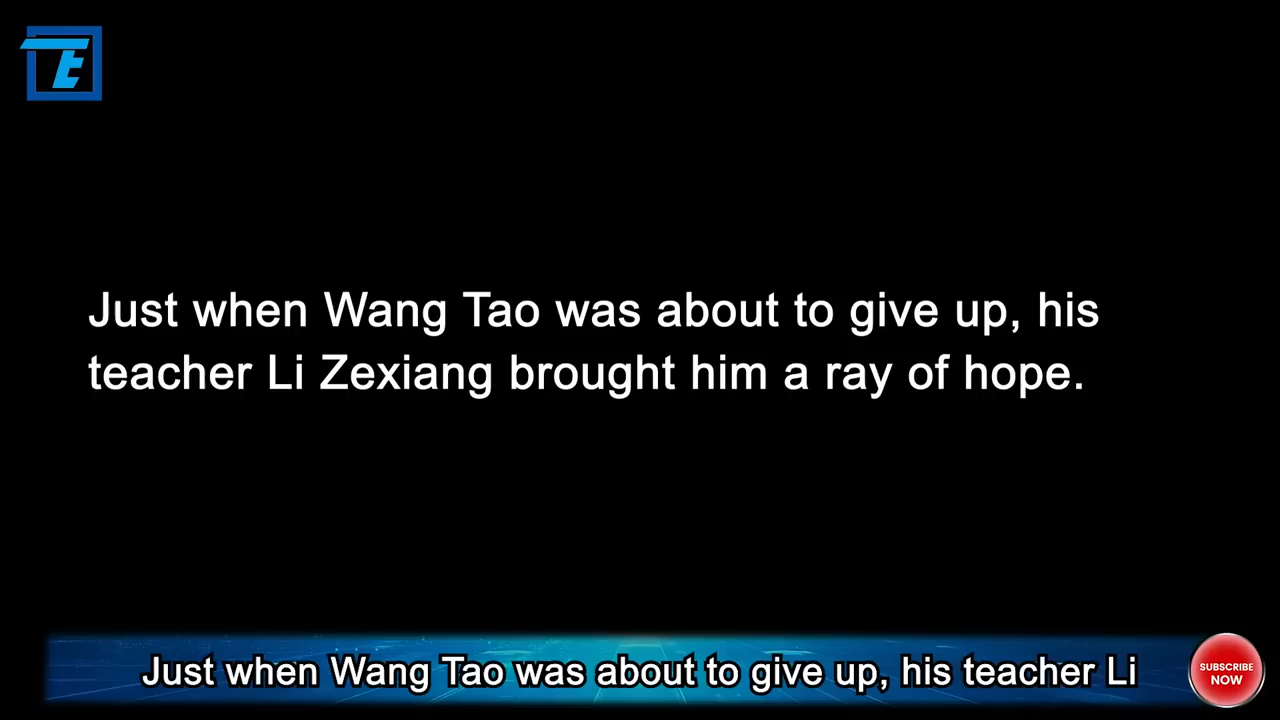 TE
Just when Wang Tao was about to give up, his
teacher Li Zexiang brought him a ray of hope.
Just when Wang Tao was about to give up, his teacher Li
SUBSCRIBE
NOW